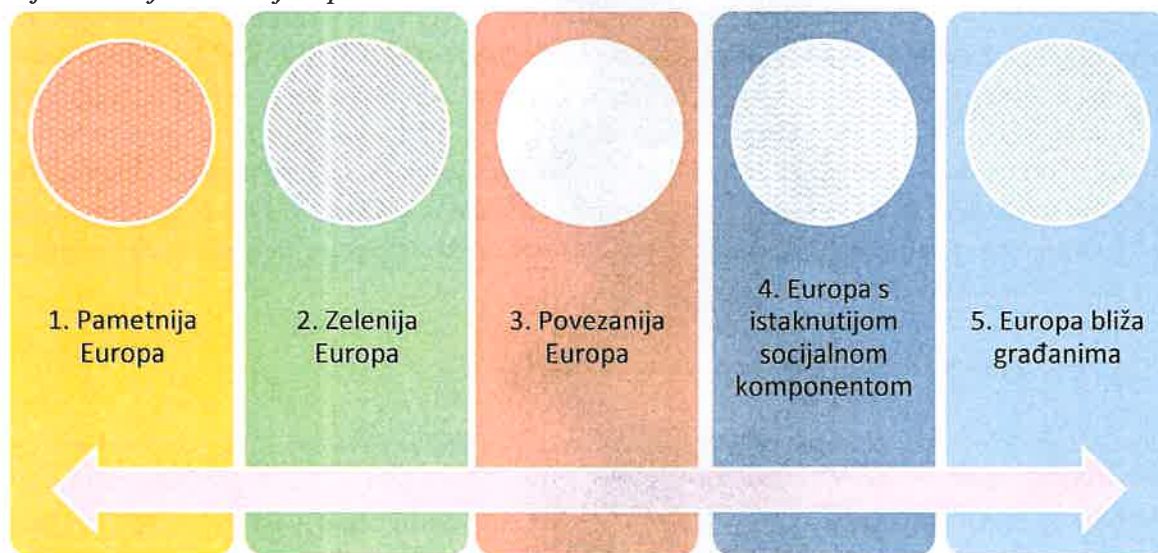 1. Pametnija
Europa
2. Zelenija
Europa
3. Povezanija
Europa
4. Europa s
istaknutijom
socijalnom
komponentom
5. Europa bliža
građanima